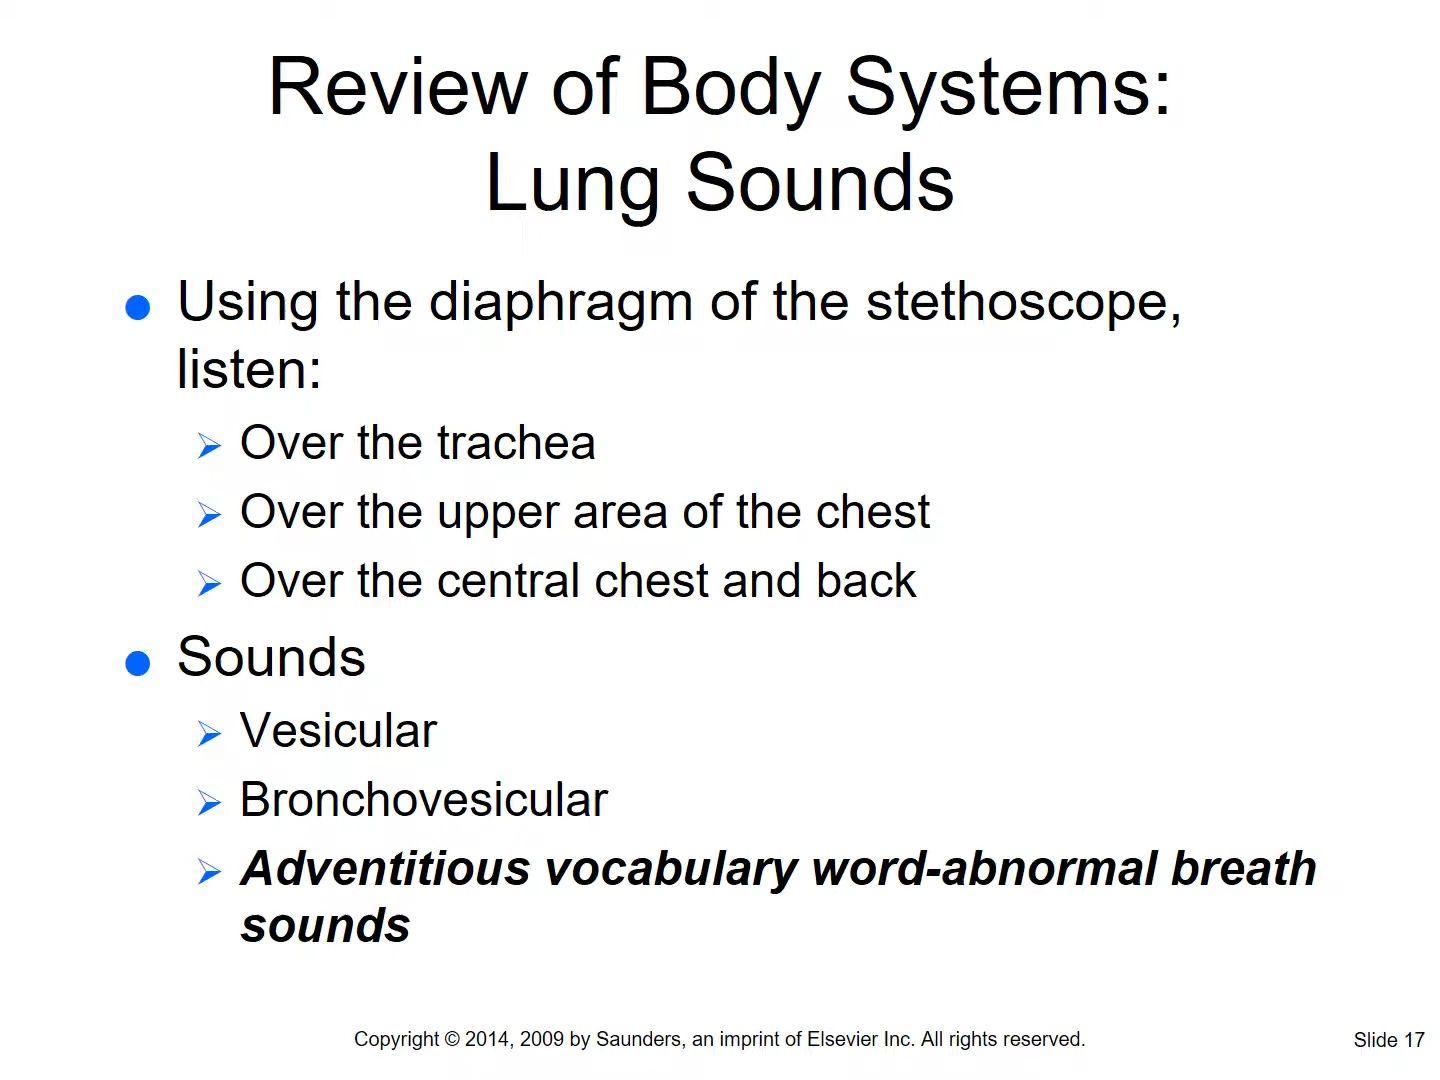 Review of Body Systems:
Lung Sounds
Using the diaphragm of the stethoscope,
listen:
Over the trachea
Over the upper area of the chest
Over the central chest and back
Sounds
Vesicular
Bronchovesicular
Adventitious vocabulary word-abnormal breath
sounds
Copyright © 2014, 2009 by Saunders, an imprint of Elsevier Inc. All rights reserved.
Slide 17